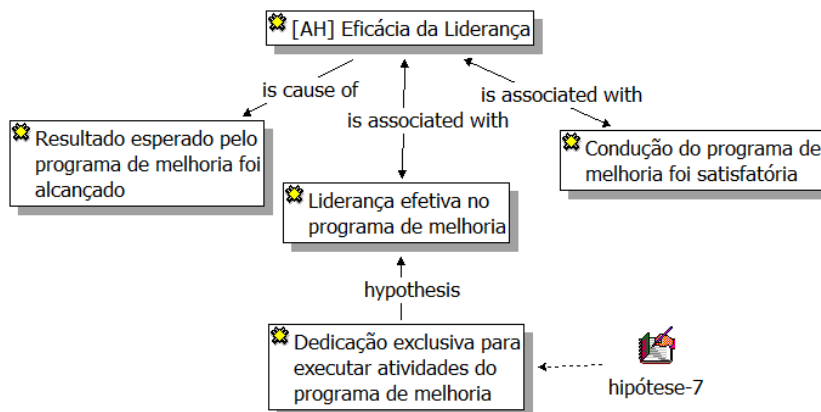 [AH] Eficácia da Liderança
is cause of
is associated with
is associated with
Resultado esperado pelo
programa de melhoria foi
alcançado
Condução do programa de
melhoria foi satisfatória
Liderança efetiva no
programa de melhoria
hypothesis
Dedicação exclusiva para
executar atividades do
programa de melhoria
hipótese-7